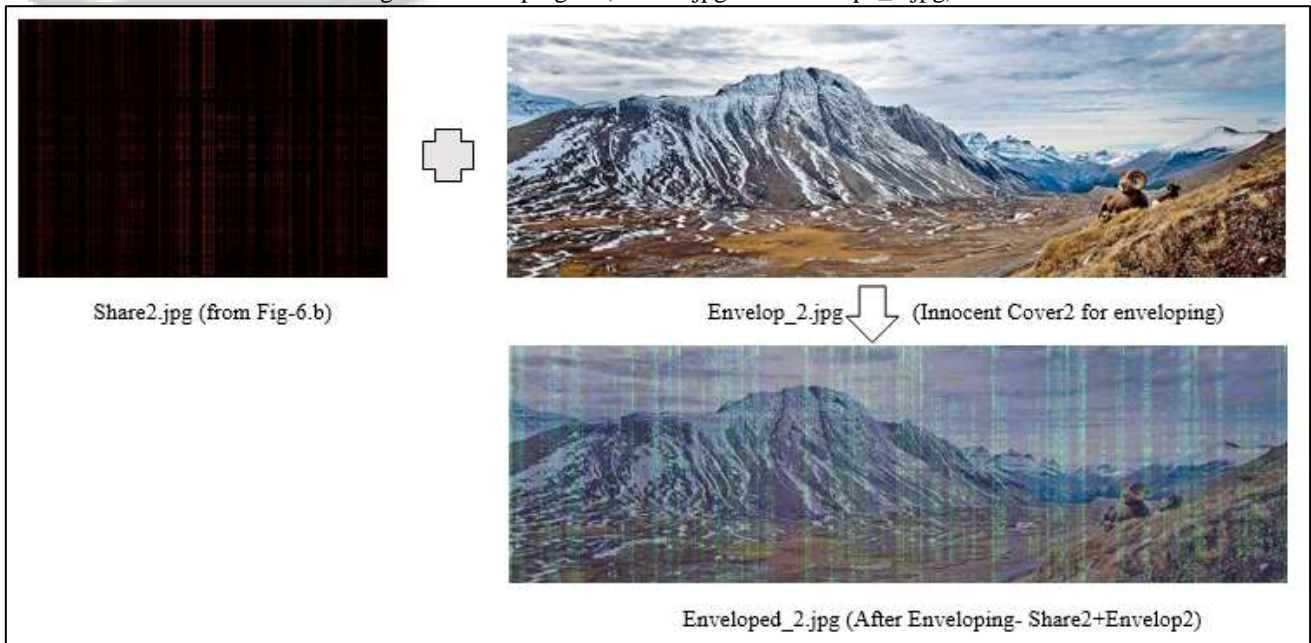 Share2.jpg (from Fig-6.b)
Envelop_2.jpg (Innocent Cover2 for enveloping)
Enveloped_2.jpg (After Enveloping- Share2+Envelop2)